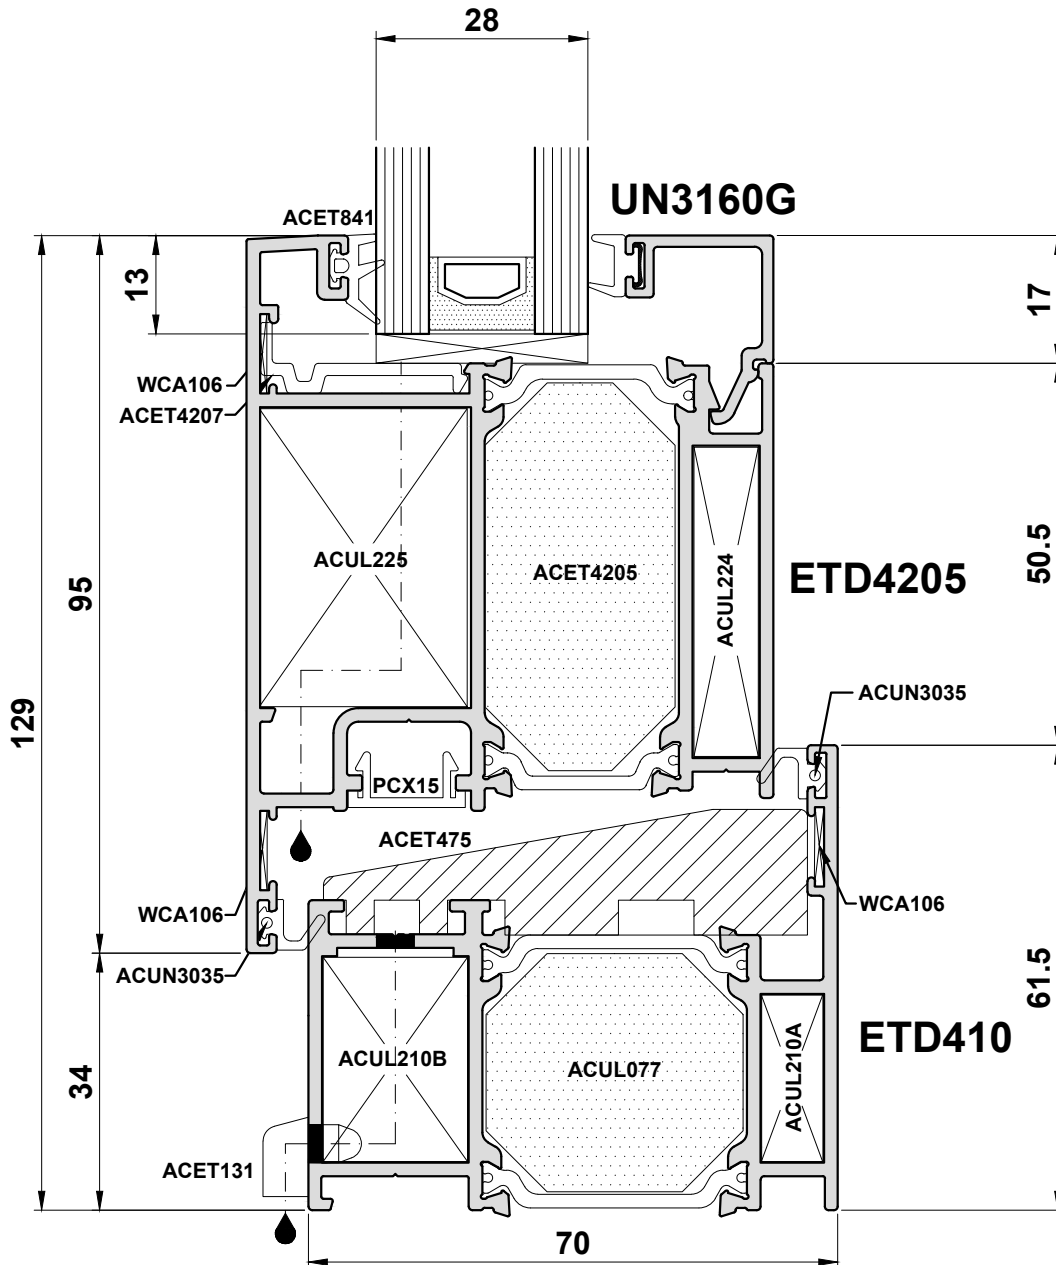 28
UN3160G
ACET841
13
17
WCA106
ACET4207
ACUL225
ACET4205
ACUL224
ETD4205
50.5
95
129
ACUN3035
PCX15
ACET475
WCA106
WCA106
ACUN3035
61.5
ETD410
ACUL210B
ACUL077
ACUL210A
34
ACET131
70